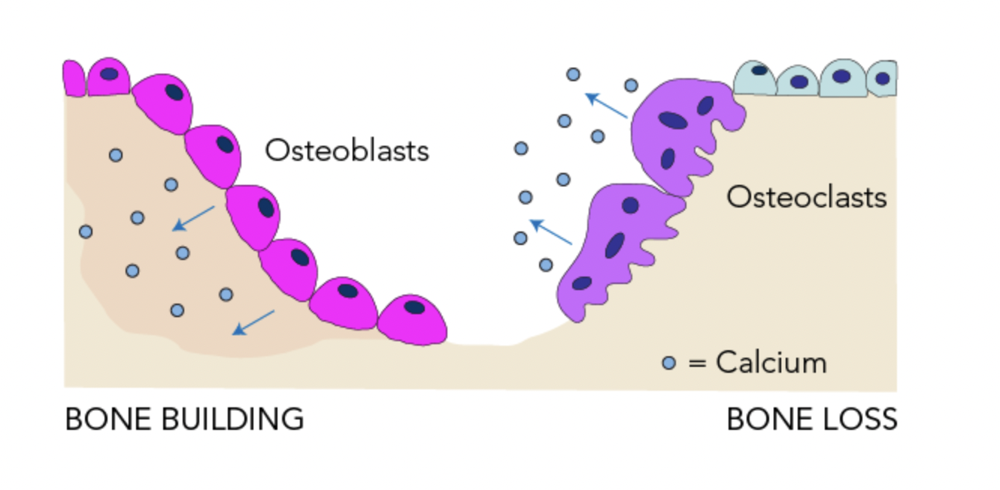 Osteoblasts
Osteoclasts
= Calcium
BONE BUILDING
BONE LOSS